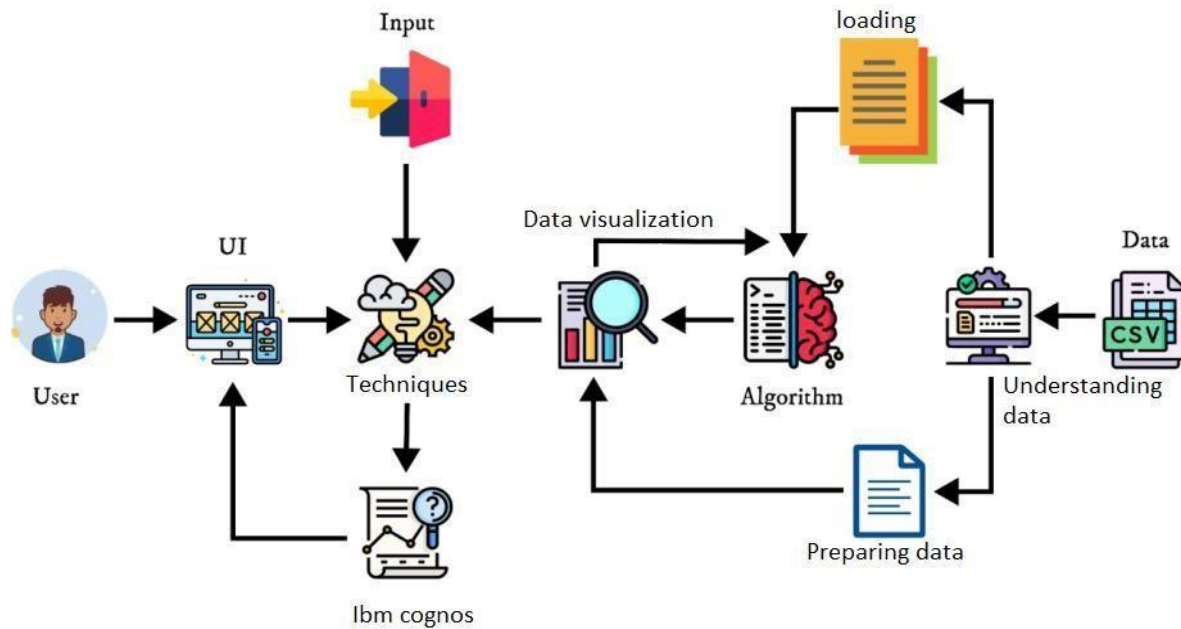 Input
loading
Data visualization
UI
Data
CSV
User
Techniques
Algorithm
Understanding
data
Preparing data
Ibm cognos